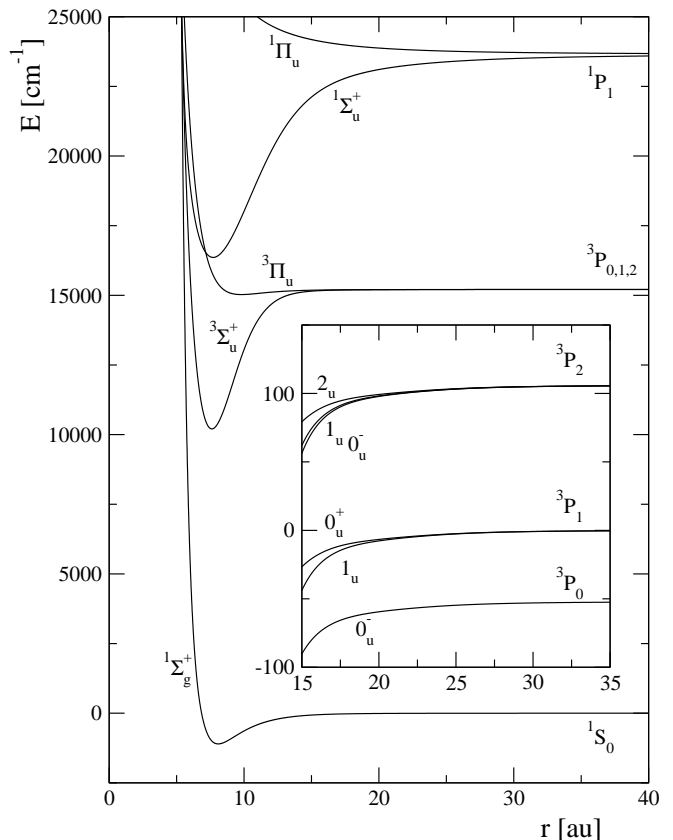 25000
20000
15000
10000
5000
0
E [cm⁻¹]
¹Πᵤ
¹Σᵤ⁺
¹P₁
³Πᵤ
³P₀,₁,₂
³Σᵤ⁺
¹Σg⁺
¹S₀
100
0
-100
³P₂
2ᵤ
1ᵤ 0ᵤ⁻
0ᵤ⁺
³P₁
1ᵤ
³P₀
0ᵤ⁻
15 20 25 30 35
0 10 20 30 40
r [au]